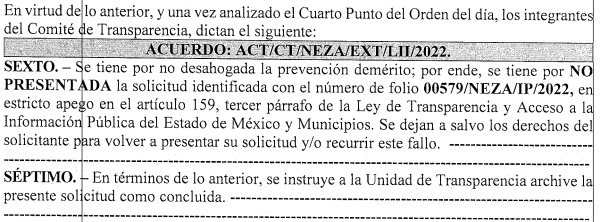 En virtud de lo anterior, y una vez analizado el Cuarto Punto del Orden del día, los integrantes
del Comité de Transparencia, dictan el siguiente:
ACUERDO: ACT/CT/NEZA/EXT/LII/2022.
SEXTO. – Se tiene por no desahogada la prevención demérito; por ende, se tiene por NO
PRESENTADA la solicitud identificada con el número de folio 00579/NEZA/IP/2022, en
estricto apego en el artículo 159, tercer párrafo de la Ley de Transparencia y Acceso a la
Información Pública del Estado de México y Municipios. Se dejan a salvo los derechos del
solicitante para volver a presentar su solicitud y/o recurrir este fallo. --------------------
--------------------------------------------------------------------------------
SÉPTIMO. – En términos de lo anterior, se instruye a la Unidad de Transparencia archive la
presente solicitud como concluida. --------------------------------------------------
--------------------------------------------------------------------------------